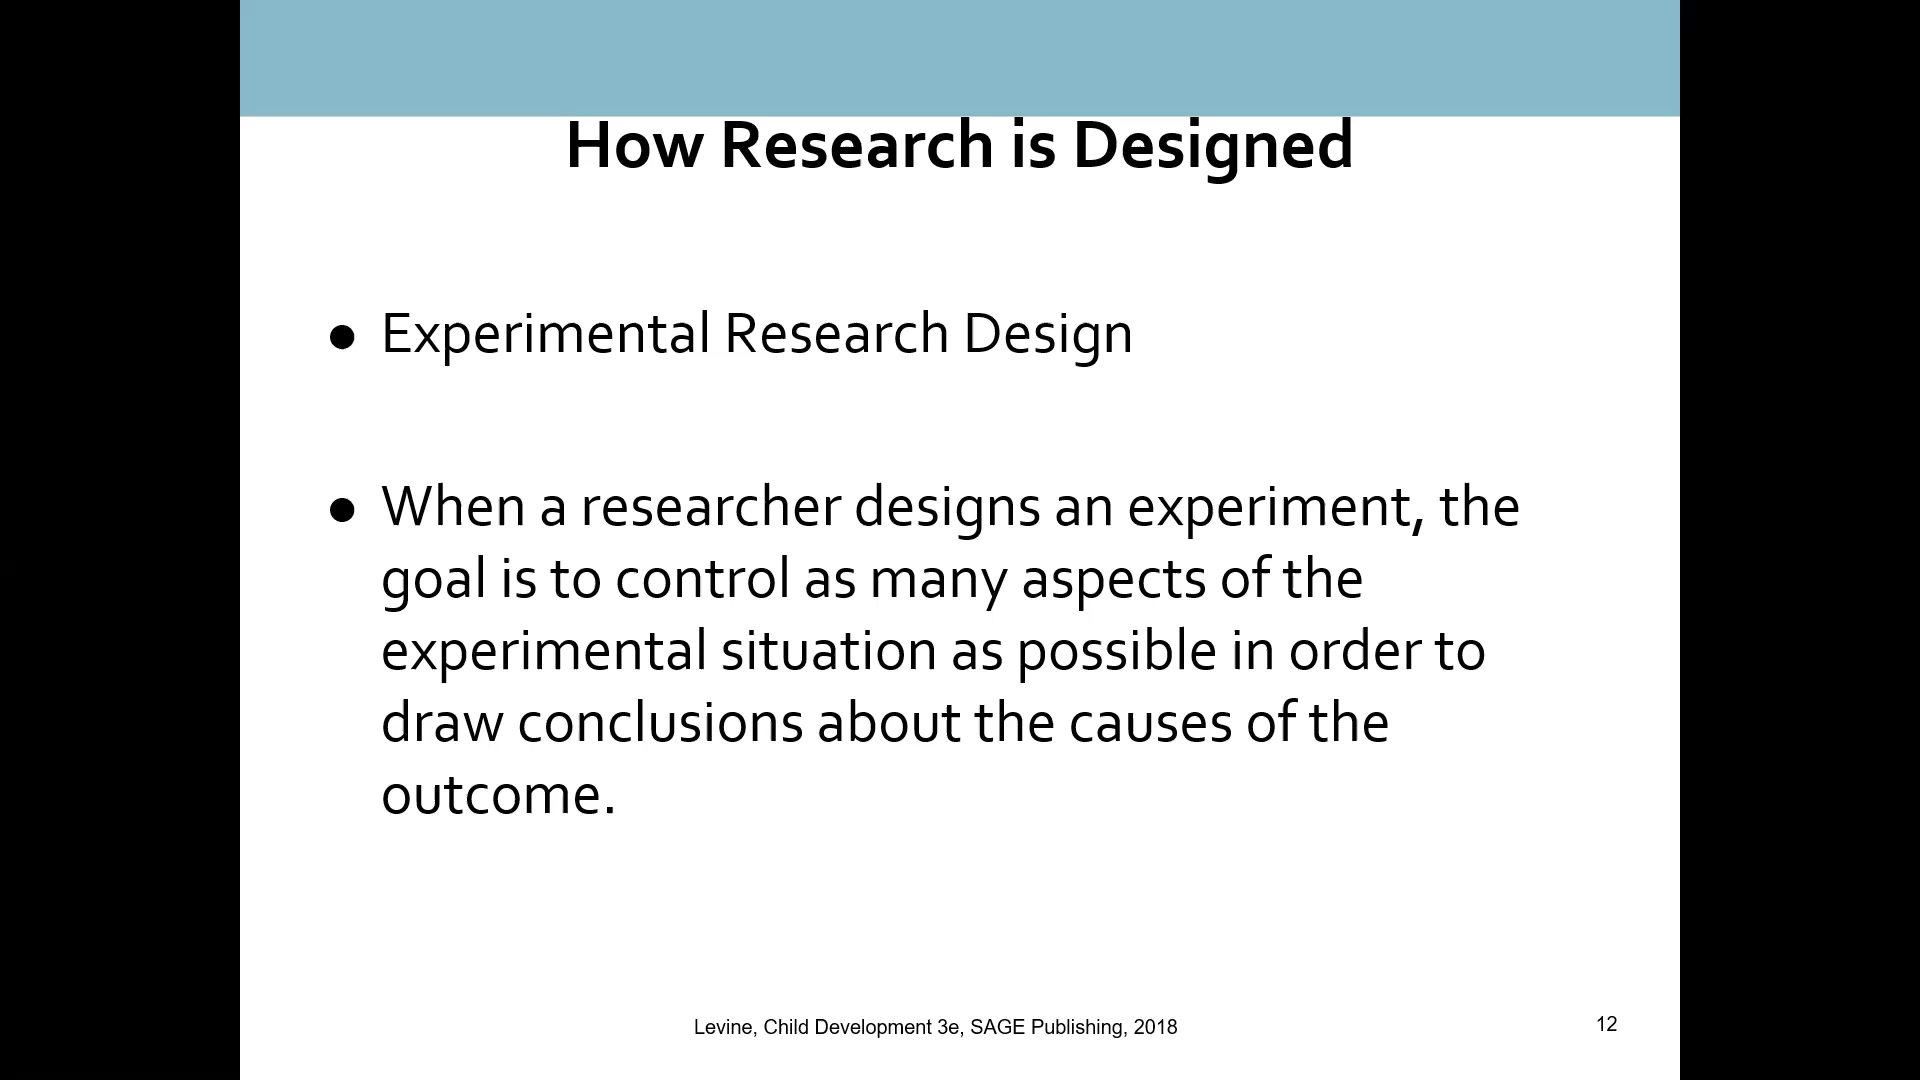 How Research is Designed
● Experimental Research Design
● When a researcher designs an experiment, the
goal is to control as many aspects of the
experimental situation as possible in order to
draw conclusions about the causes of the
outcome.
Levine, Child Development 3e, SAGE Publishing, 2018
12